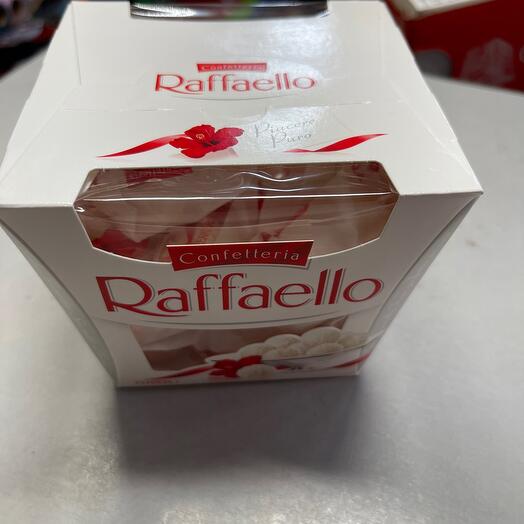 Confetteria
Raffaello
Piacere
Puro
Confetteria
Raffaello